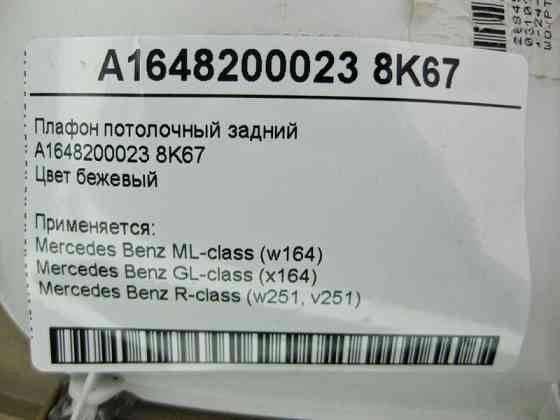 A1648200023 8K67
Плафон потолочный задний
A1648200023 8K67
Цвет бежевый
Применяется:
Mercedes Benz ML-class (w164)
Mercedes Benz GL-class (x164)
Mercedes Benz R-class (w251, v251)